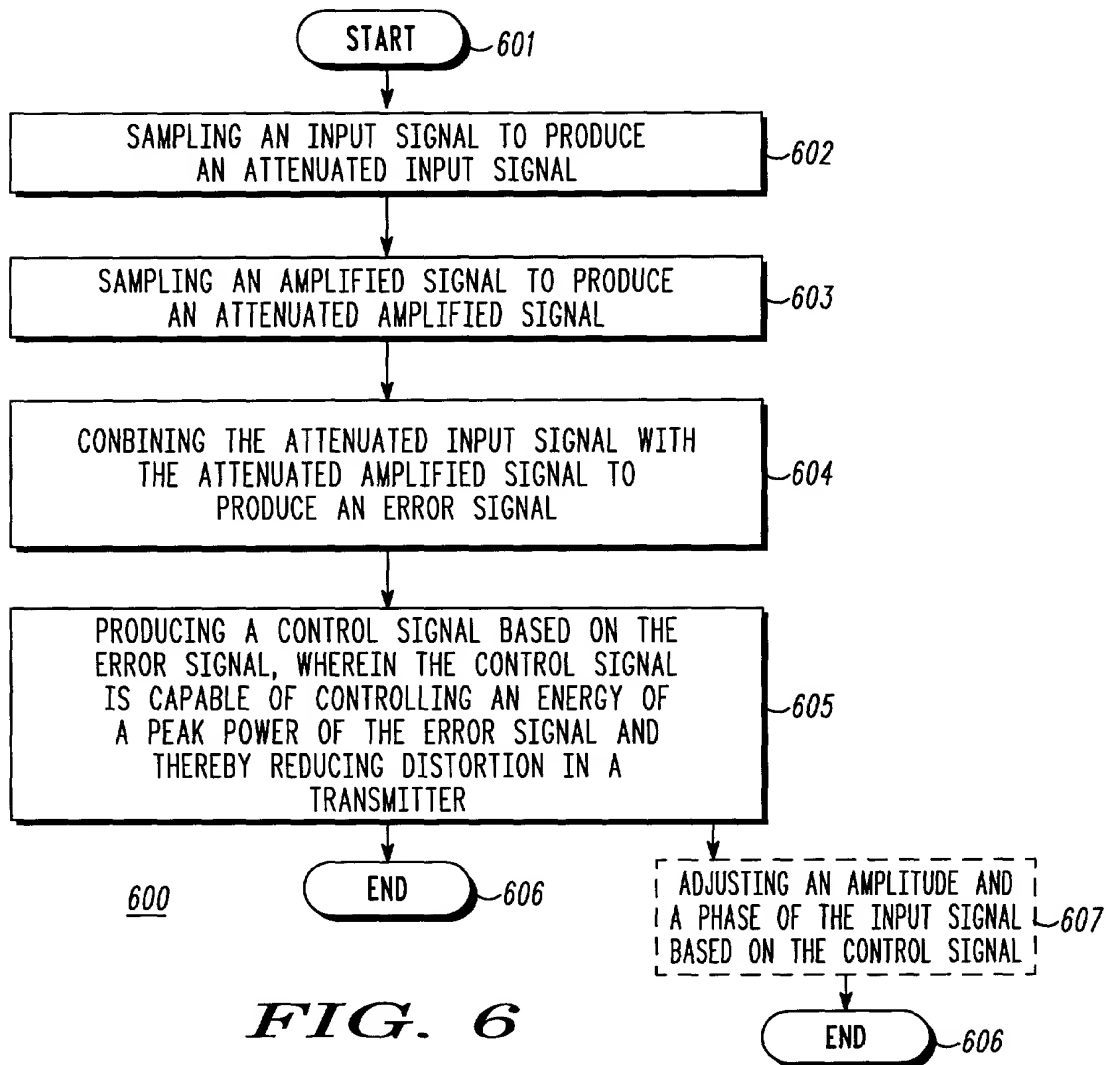 START
601
SAMPLING AN INPUT SIGNAL TO PRODUCE
AN ATTENUATED INPUT SIGNAL
602
SAMPLING AN AMPLIFIED SIGNAL TO PRODUCE
AN ATTENUATED AMPLIFIED SIGNAL
603
CONBINING THE ATTENUATED INPUT SIGNAL WITH
THE ATTENUATED AMPLIFIED SIGNAL TO
PRODUCE AN ERROR SIGNAL
604
PRODUCING A CONTROL SIGNAL BASED ON THE
ERROR SIGNAL, WHEREIN THE CONTROL SIGNAL
IS CAPABLE OF CONTROLLING AN ENERGY OF
A PEAK POWER OF THE ERROR SIGNAL AND
THEREBY REDUCING DISTORTION IN A
TRANSMITTER
605
600
END
606
ADJUSTING AN AMPLITUDE AND
A PHASE OF THE INPUT SIGNAL
BASED ON THE CONTROL SIGNAL
607
END
606
FIG. 6